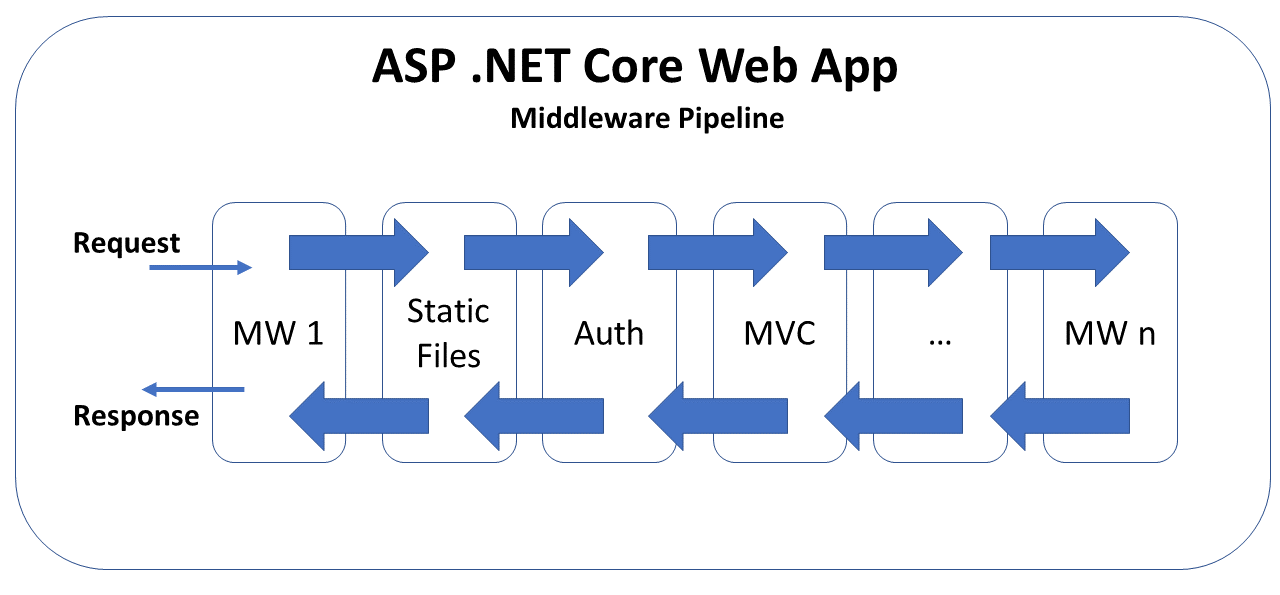 ASP .NET Core Web App
Middleware Pipeline
Request
MW 1
Static
Files
Auth
MVC
...
MW n
Response